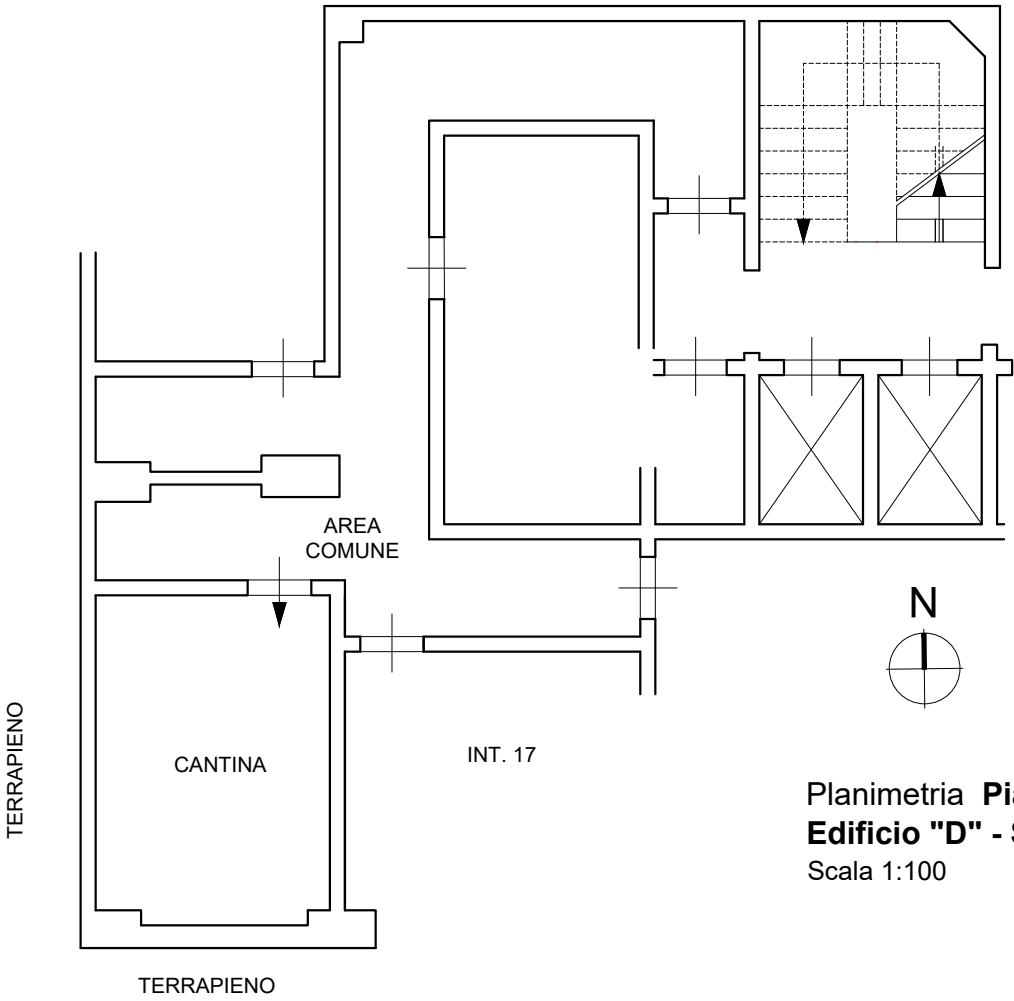 AREA
COMUNE
N
TERRAPIENO
CANTINA
INT. 17
Planimetria
Edificio "D" -
Scala 1:100
TERRAPIENO